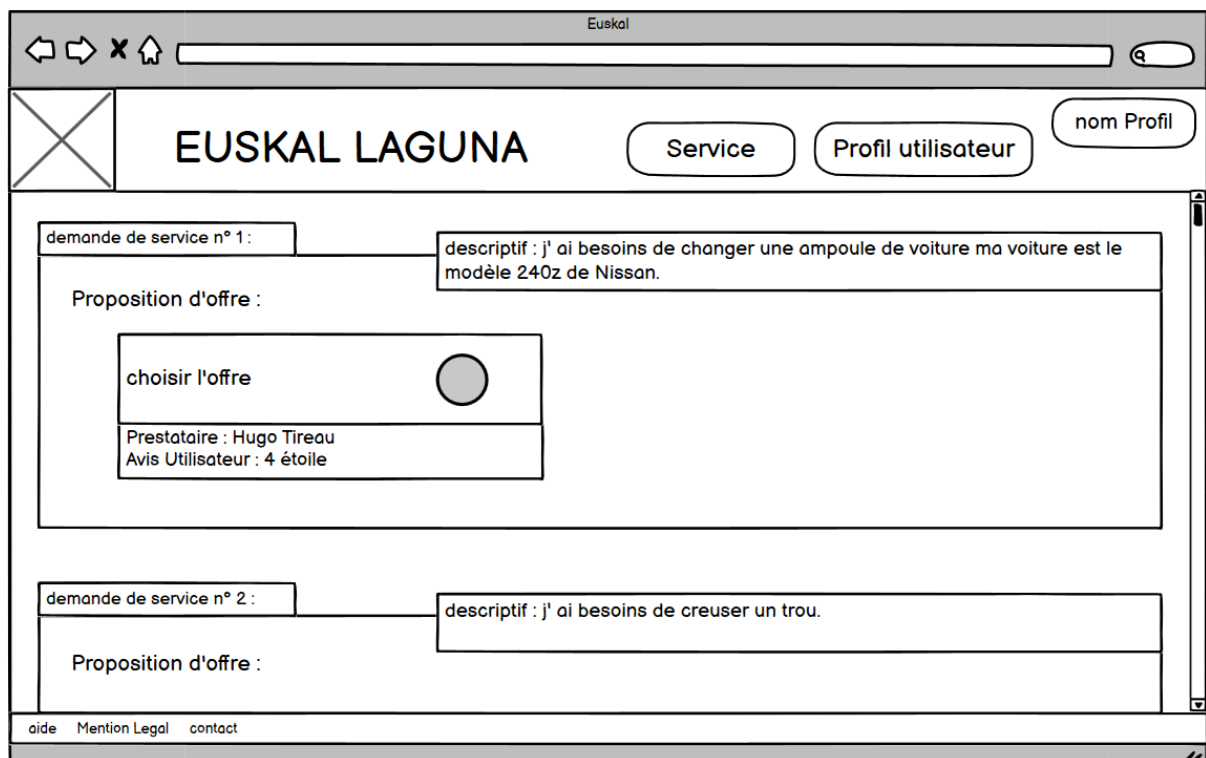 Euskal
EUSKAL LAGUNA
Service
Profil utilisateur
nom Profil
demande de service n° 1 :
descriptif : j' ai besoins de changer une ampoule de voiture ma voiture est le
modèle 240z de Nissan.
Proposition d'offre :
choisir l'offre
Prestataire : Hugo Tireau
Avis Utilisateur : 4 étoile
demande de service n° 2 :
descriptif : j' ai besoins de creuser un trou.
Proposition d'offre :
aide Mention Legal contact